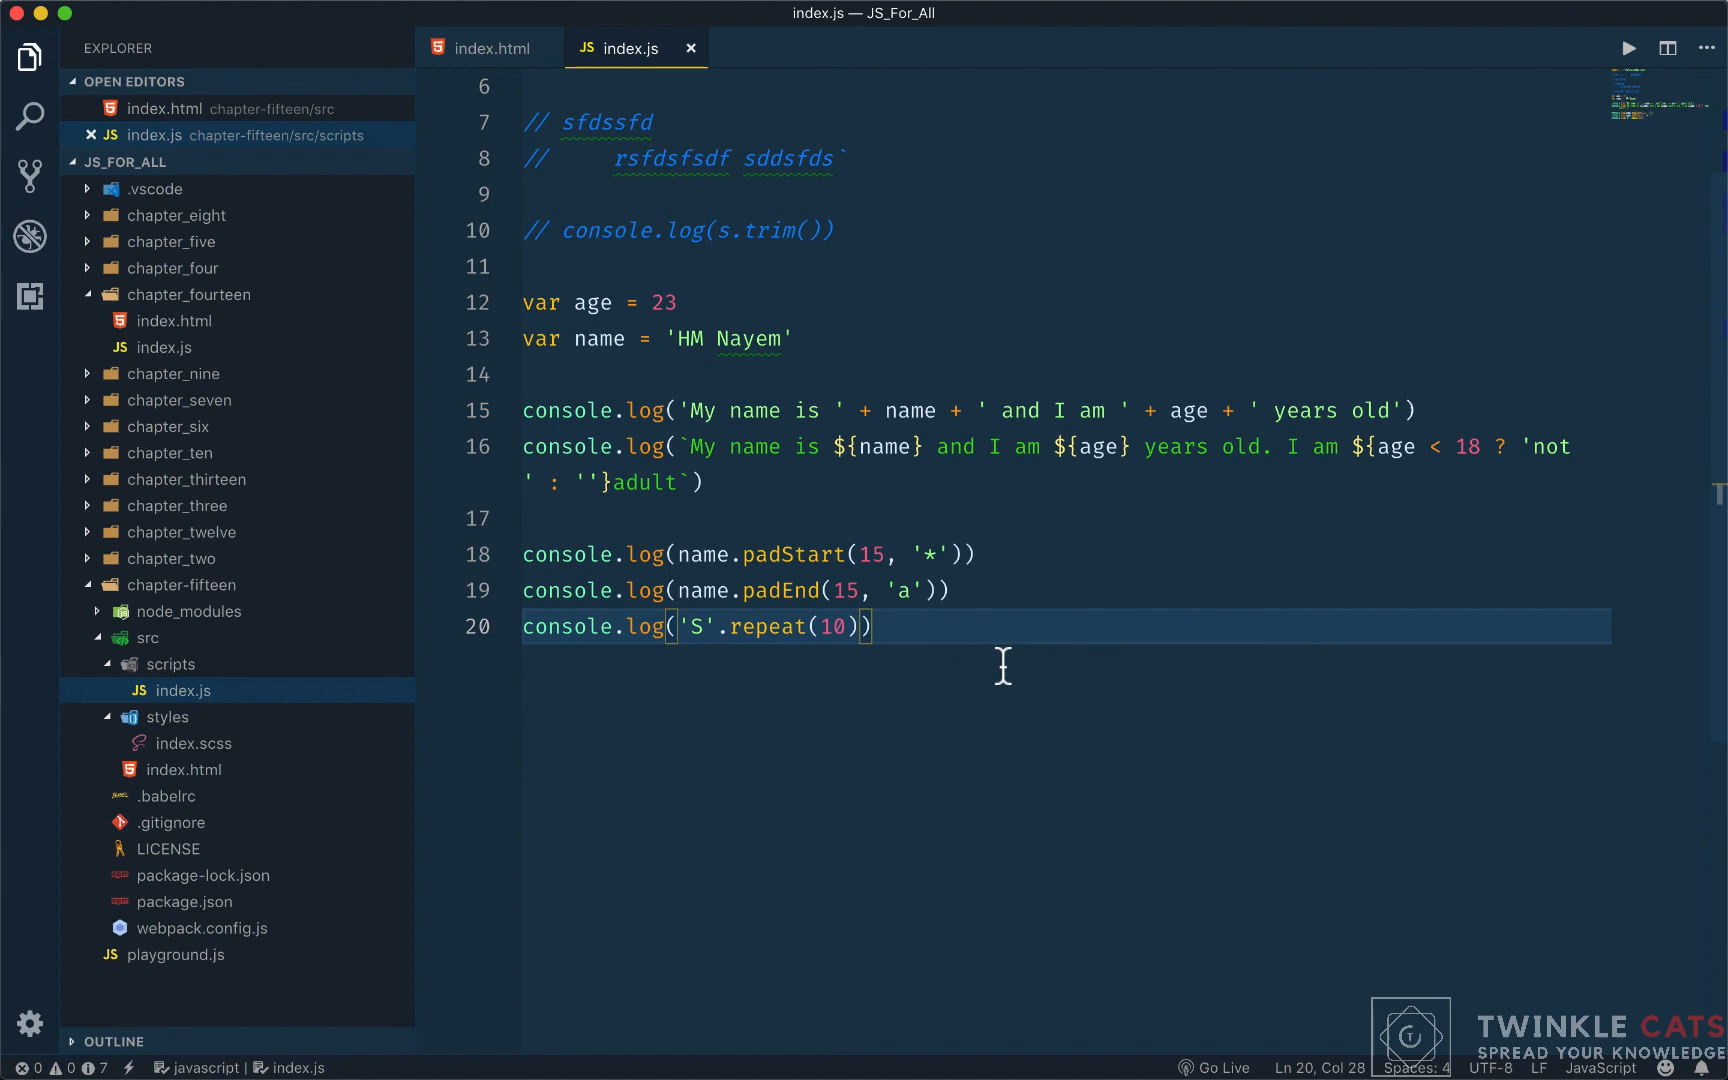 index.js — JS_For_All
EXPLORER
OPEN EDITORS
index.html chapter-fifteen/src
index.js chapter-fifteen/src/scripts
JS_FOR_ALL
.vscode
chapter_eight
chapter_five
chapter_four
chapter_fourteen
index.html
JS index.js
chapter_nine
chapter_seven
chapter_six
chapter_ten
chapter_thirteen
chapter_three
chapter_twelve
chapter_two
chapter-fifteen
node_modules
src
scripts
JS index.js
styles
index.scss
index.html
.babelrc
.gitignore
LICENSE
package-lock.json
package.json
webpack.config.js
JS playground.js
OUTLINE
index.html
JS index.js
6
7 // sfdssfd
8 //     rsfdsfsdf sddsfds`
9
10 // console.log(s.trim())
11
12 var age = 23
13 var name = 'HM Nayem'
14
15 console.log('My name is ' + name + ' and I am ' + age + ' years old')
16 console.log(`My name is ${name} and I am ${age} years old. I am ${age < 18 ? 'not
' : ''}adult`)
17
18 console.log(name.padStart(15, '*'))
19 console.log(name.padEnd(15, 'a'))
20 console.log('S'.repeat(10))
TWINKLE CATS
SPREAD YOUR KNOWLEDGE
0 0 7 javascript | index.js
Go Live Ln 20, Col 28 Spaces: 4 UTF-8 LF JavaScript